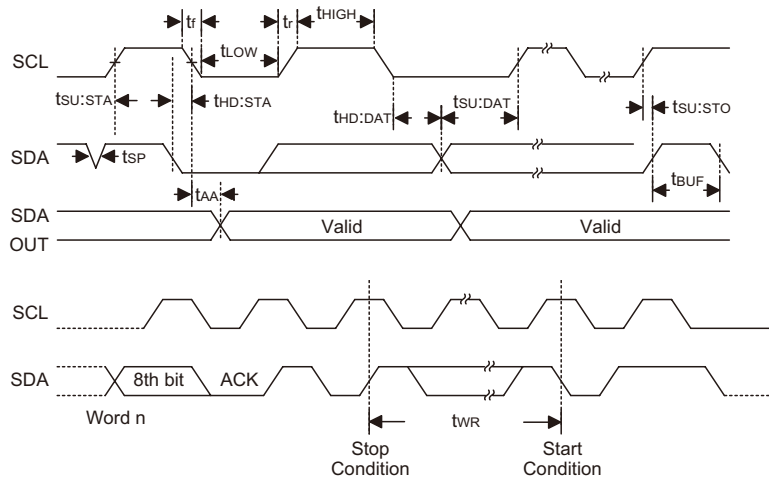 tf
tr
tHIGH
SCL
tLOW
tSU:STA
tHD:STA
tHD:DAT
tSU:DAT
tSU:STO
SDA
tSP
tBUF
tAA
SDA
OUT
Valid
Valid
SCL
SDA
8th bit
ACK
Word n
tWR
Stop
Condition
Start
Condition